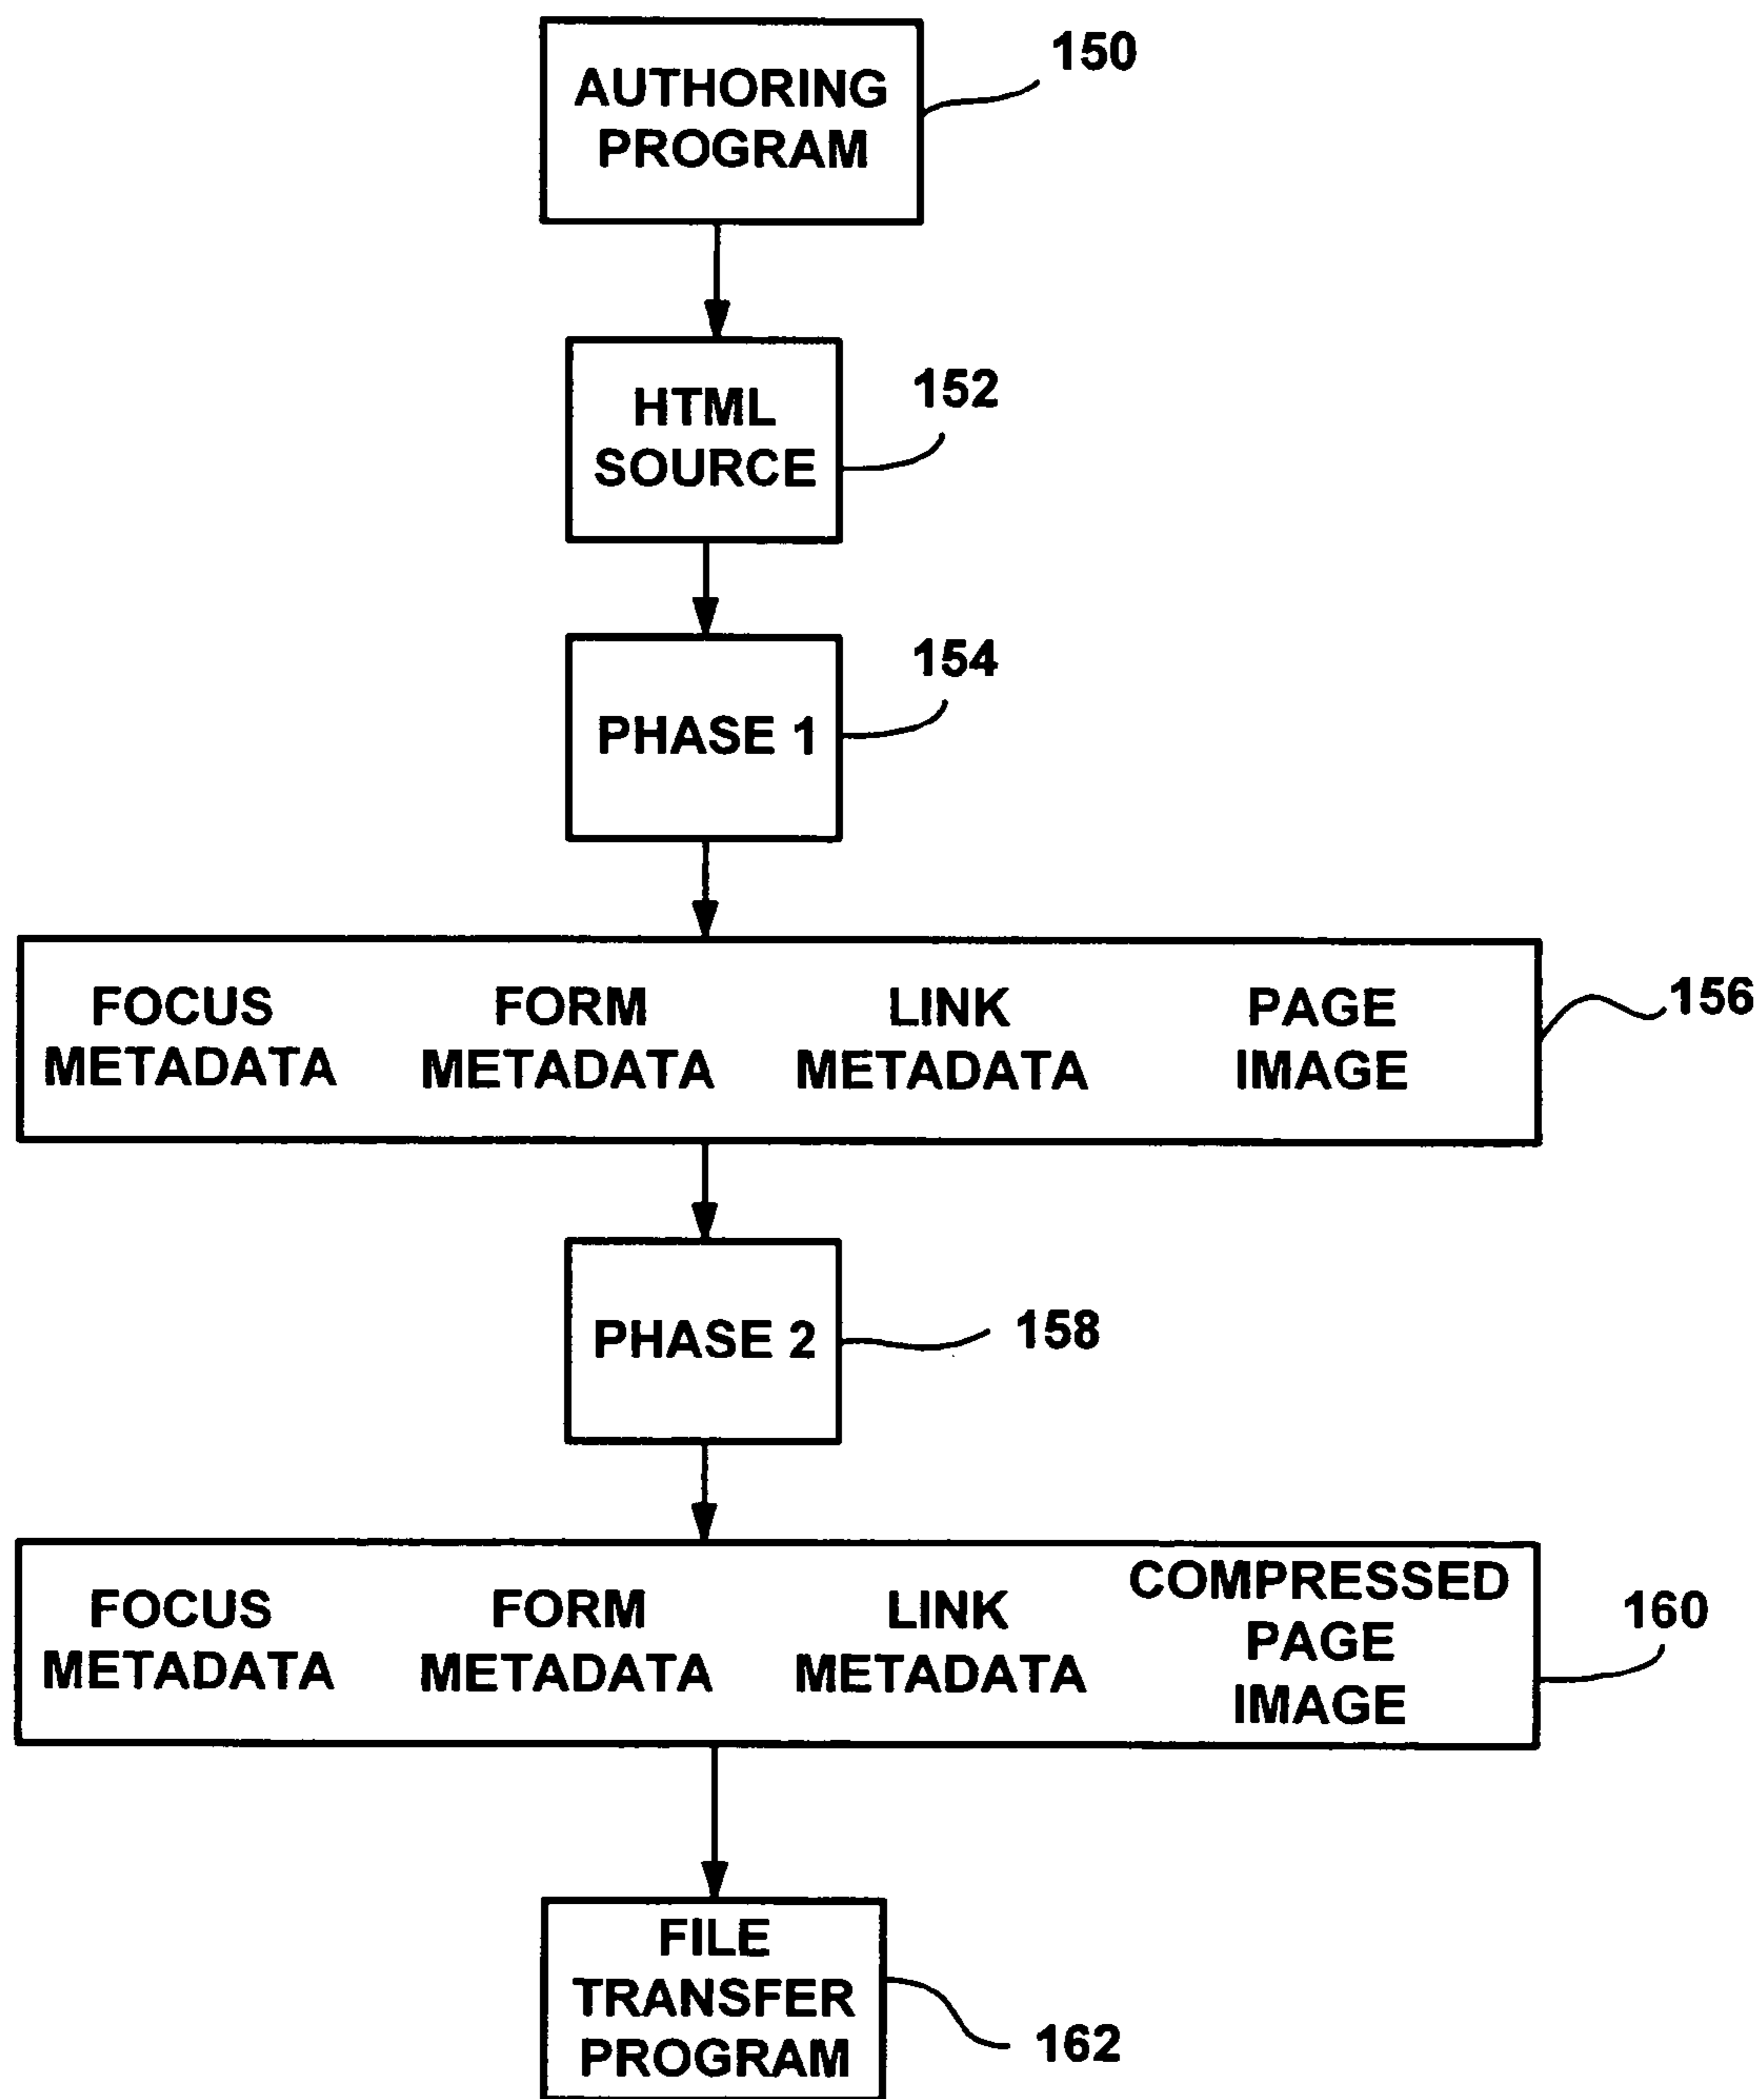 AUTHORING
PROGRAM
150
HTML
SOURCE
152
PHASE 1
154
FOCUS METADATA
FORM METADATA
LINK METADATA
PAGE IMAGE
156
PHASE 2
158
FOCUS METADATA
FORM METADATA
LINK METADATA
COMPRESSED
PAGE
IMAGE
160
FILE
TRANSFER
PROGRAM
162